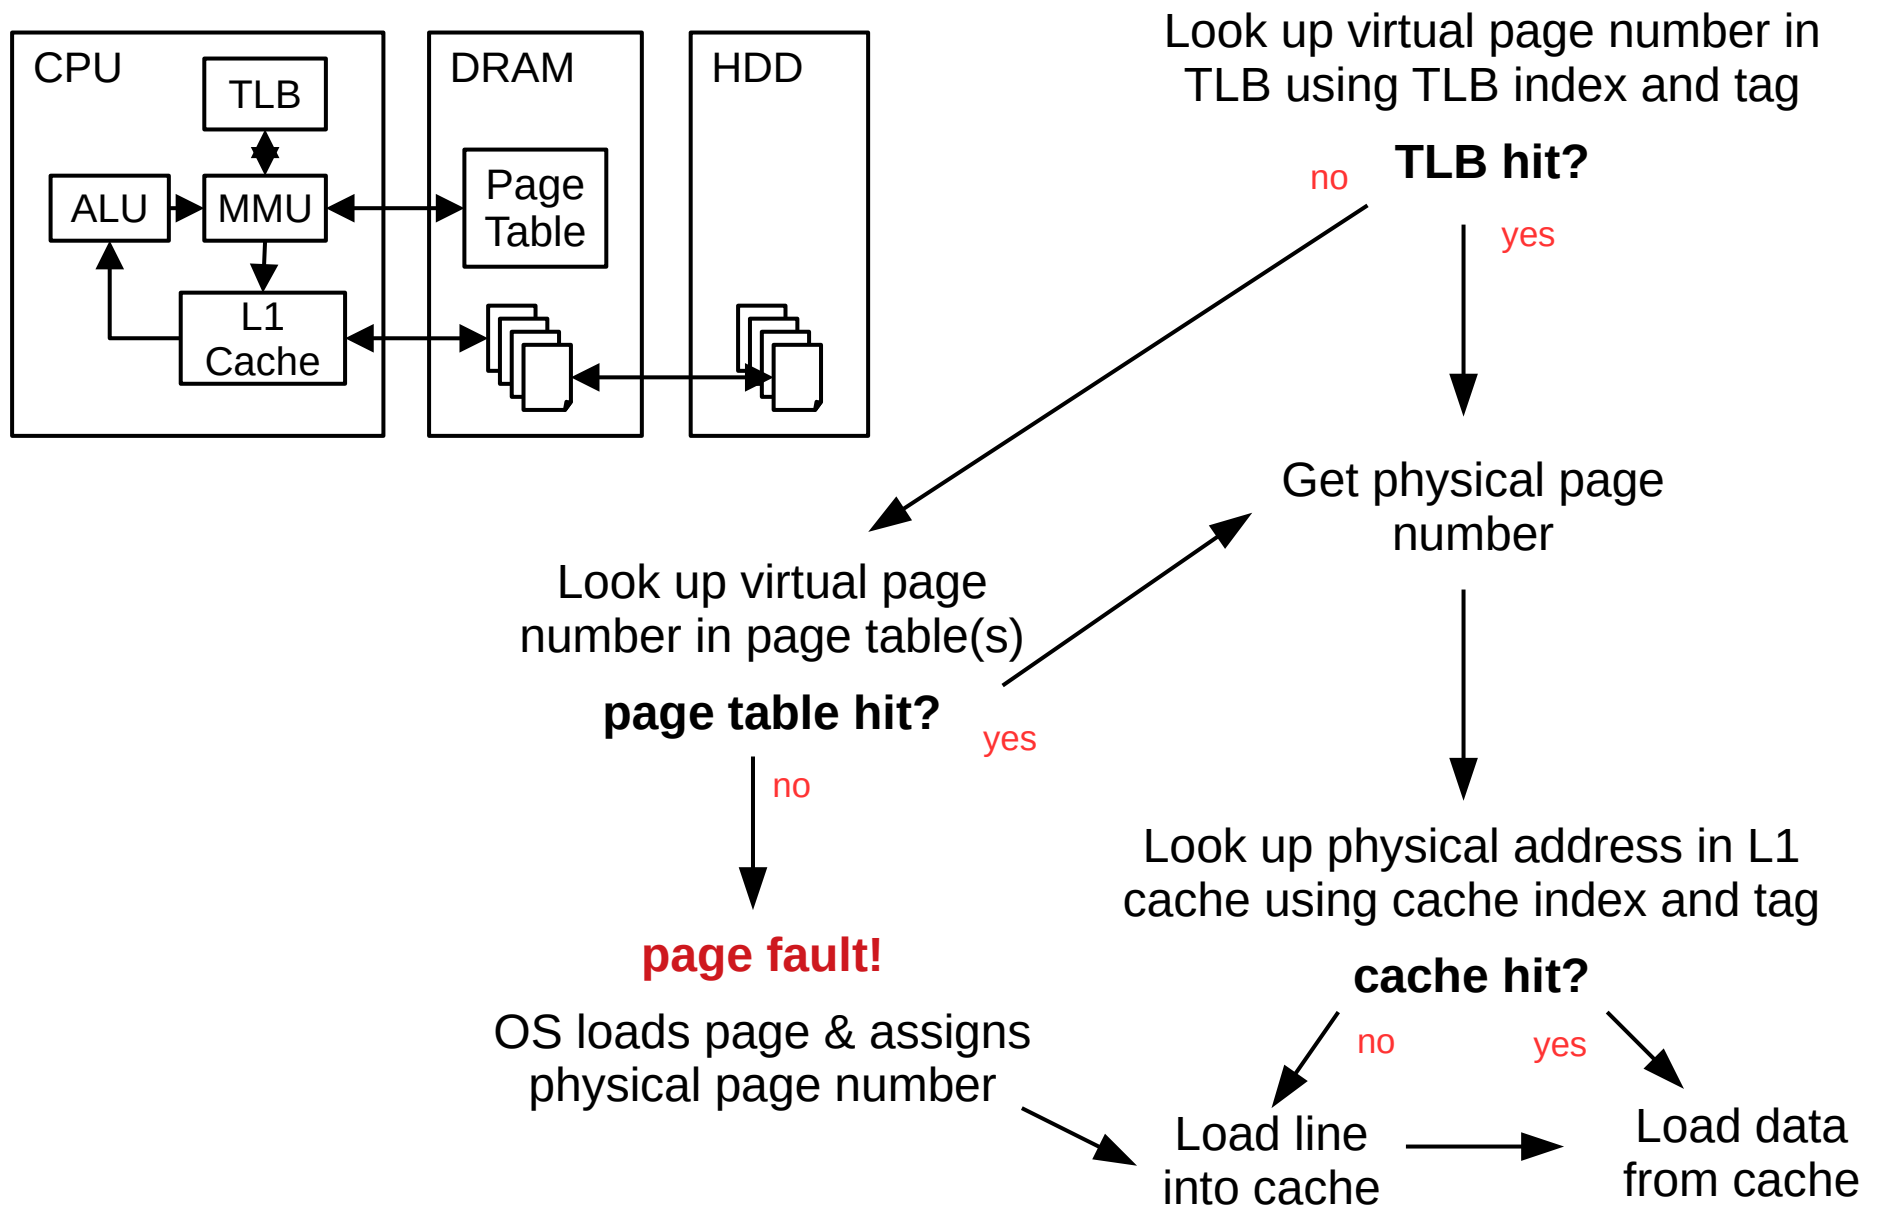 CPU
TLB
ALU
MMU
L1
Cache
DRAM
Page
Table
HDD
Look up virtual page number in
TLB using TLB index and tag
TLB hit?
no
yes
Get physical page
number
Look up virtual page
number in page table(s)
page table hit?
yes
no
page fault!
OS loads page & assigns
physical page number
Look up physical address in L1
cache using cache index and tag
cache hit?
no
yes
Load line
into cache
Load data
from cache